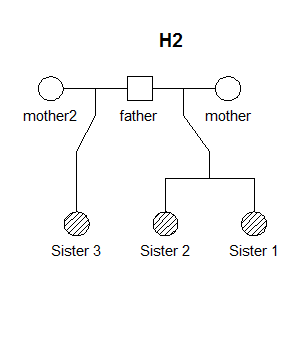 H2
mother2 father mother
Sister 3 Sister 2 Sister 1